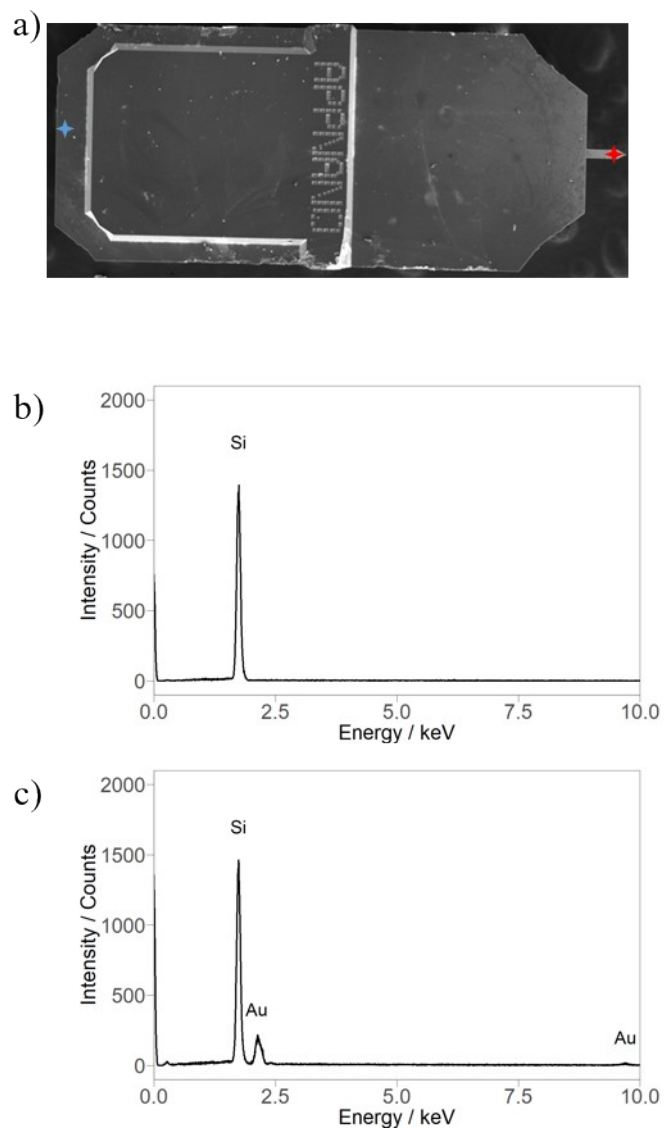 a)
APPNANO
b)
2000
Si
1500
1000
500
0
Intensity / Counts
0.0 2.5 5.0 7.5 10.0
Energy / keV
c)
2000
Si
1500
1000
500
Au
Au
0
Intensity / Counts
0.0 2.5 5.0 7.5 10.0
Energy / keV